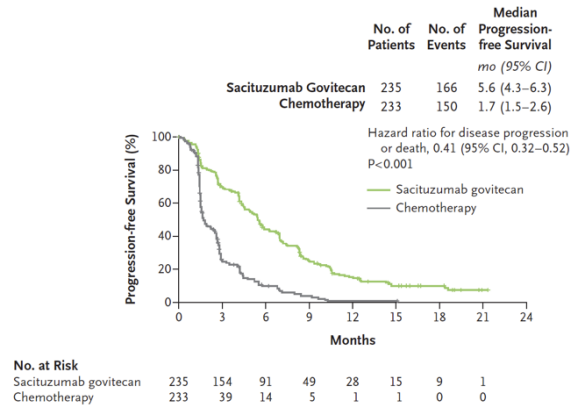 Median
No. of No. of Progression-
Patients Events free Survival
mo (95% CI)
Sacituzumab Govitecan 235 166 5.6 (4.3–6.3)
Chemotherapy 233 150 1.7 (1.5–2.6)
Hazard ratio for disease progression
or death, 0.41 (95% CI, 0.32–0.52)
P<0.001
Sacituzumab govitecan
Chemotherapy
Progression-free Survival (%)
100
80
60
40
20
0
0 3 6 9 12 15 18 21 24
Months
No. at Risk
Sacituzumab govitecan 235 154 91 49 28 15 9 1
Chemotherapy 233 39 14 5 1 1 0 0